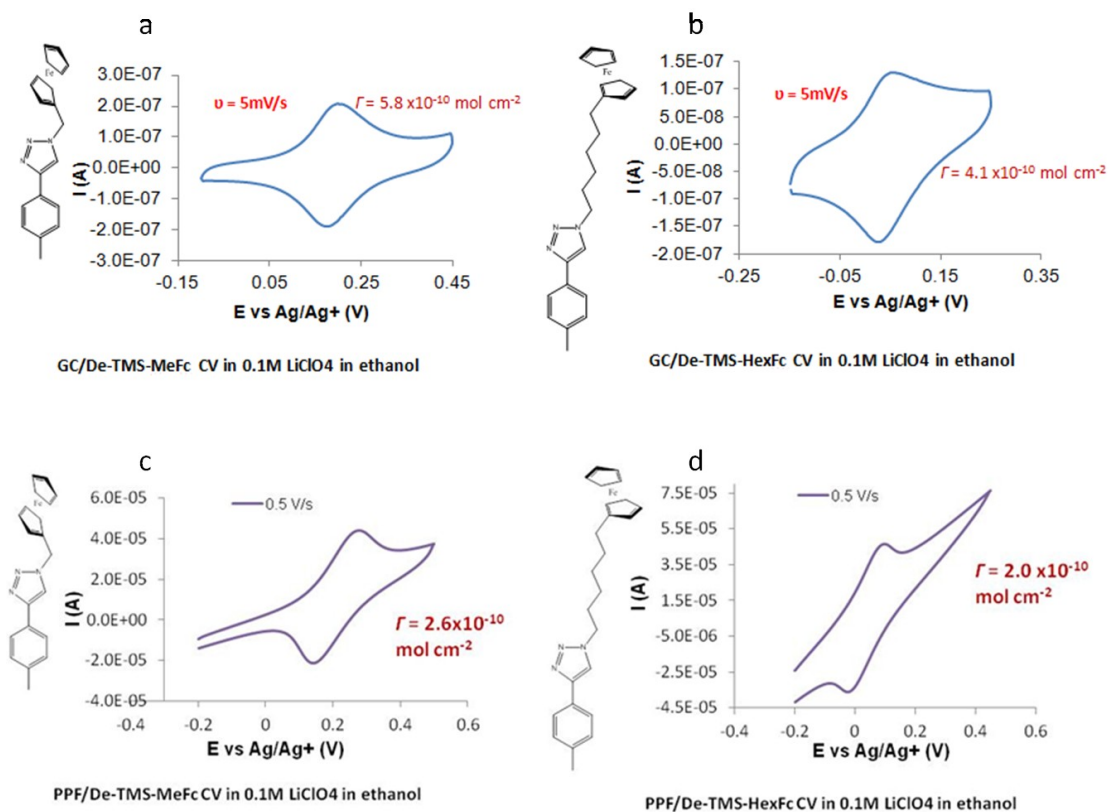 a
Fe
N
N
N
3.0E-07
2.0E-07
1.0E-07
0.0E+00
-1.0E-07
-2.0E-07
-3.0E-07
I (A)
υ = 5mV/s
Γ = 5.8 x10-10 mol cm-2
-0.15
0.05
0.25
0.45
E vs Ag/Ag+ (V)
GC/De-TMS-MeFc CV in 0.1M LiClO4 in ethanol
b
Fe
N
N
N
1.5E-07
1.0E-07
5.0E-08
0.0E+00
-5.0E-08
-1.0E-07
-1.5E-07
-2.0E-07
I (A)
υ = 5mV/s
Γ = 4.1 x10-10 mol cm-2
-0.25
-0.05
0.15
0.35
E vs Ag/Ag+ (V)
GC/De-TMS-HexFc CV in 0.1M LiClO4 in ethanol
c
Fe
N
N
N
6.0E-05
4.0E-05
2.0E-05
0.0E+00
-2.0E-05
-4.0E-05
I (A)
0.5 V/s
Γ = 2.6x10-10
mol cm-2
-0.4
-0.2
0
0.2
0.4
0.6
E vs Ag/Ag+ (V)
PPF/De-TMS-MeFc CV in 0.1M LiClO4 in ethanol
d
Fe
N
N
N
7.5E-05
5.5E-05
3.5E-05
1.5E-05
-5.0E-06
-2.5E-05
-4.5E-05
I (A)
0.5 V/s
Γ = 2.0 x10-10
mol cm-2
-0.4
-0.2
0
0.2
0.4
0.6
E vs Ag/Ag+ (V)
PPF/De-TMS-HexFc CV in 0.1M LiClO4 in ethanol